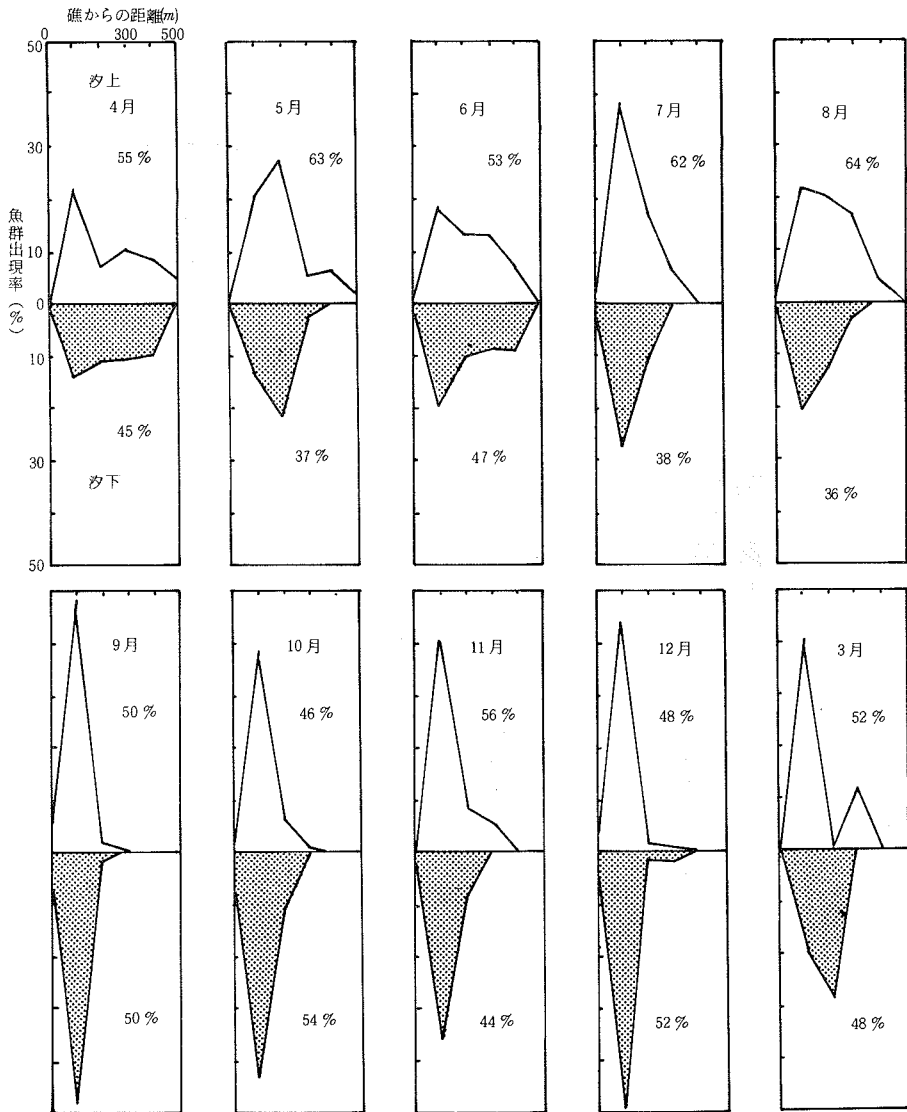 礁からの距離(m)
0 300 500
50
汐上
4月
5月
6月
7月
8月
30
55 %
63 %
53 %
62 %
64 %
魚群出現率(%)
10
0
10
45 %
37 %
47 %
38 %
36 %
30
汐下
50
9月
10月
11月
12月
3月
50 %
46 %
56 %
48 %
52 %
50 %
54 %
44 %
52 %
48 %